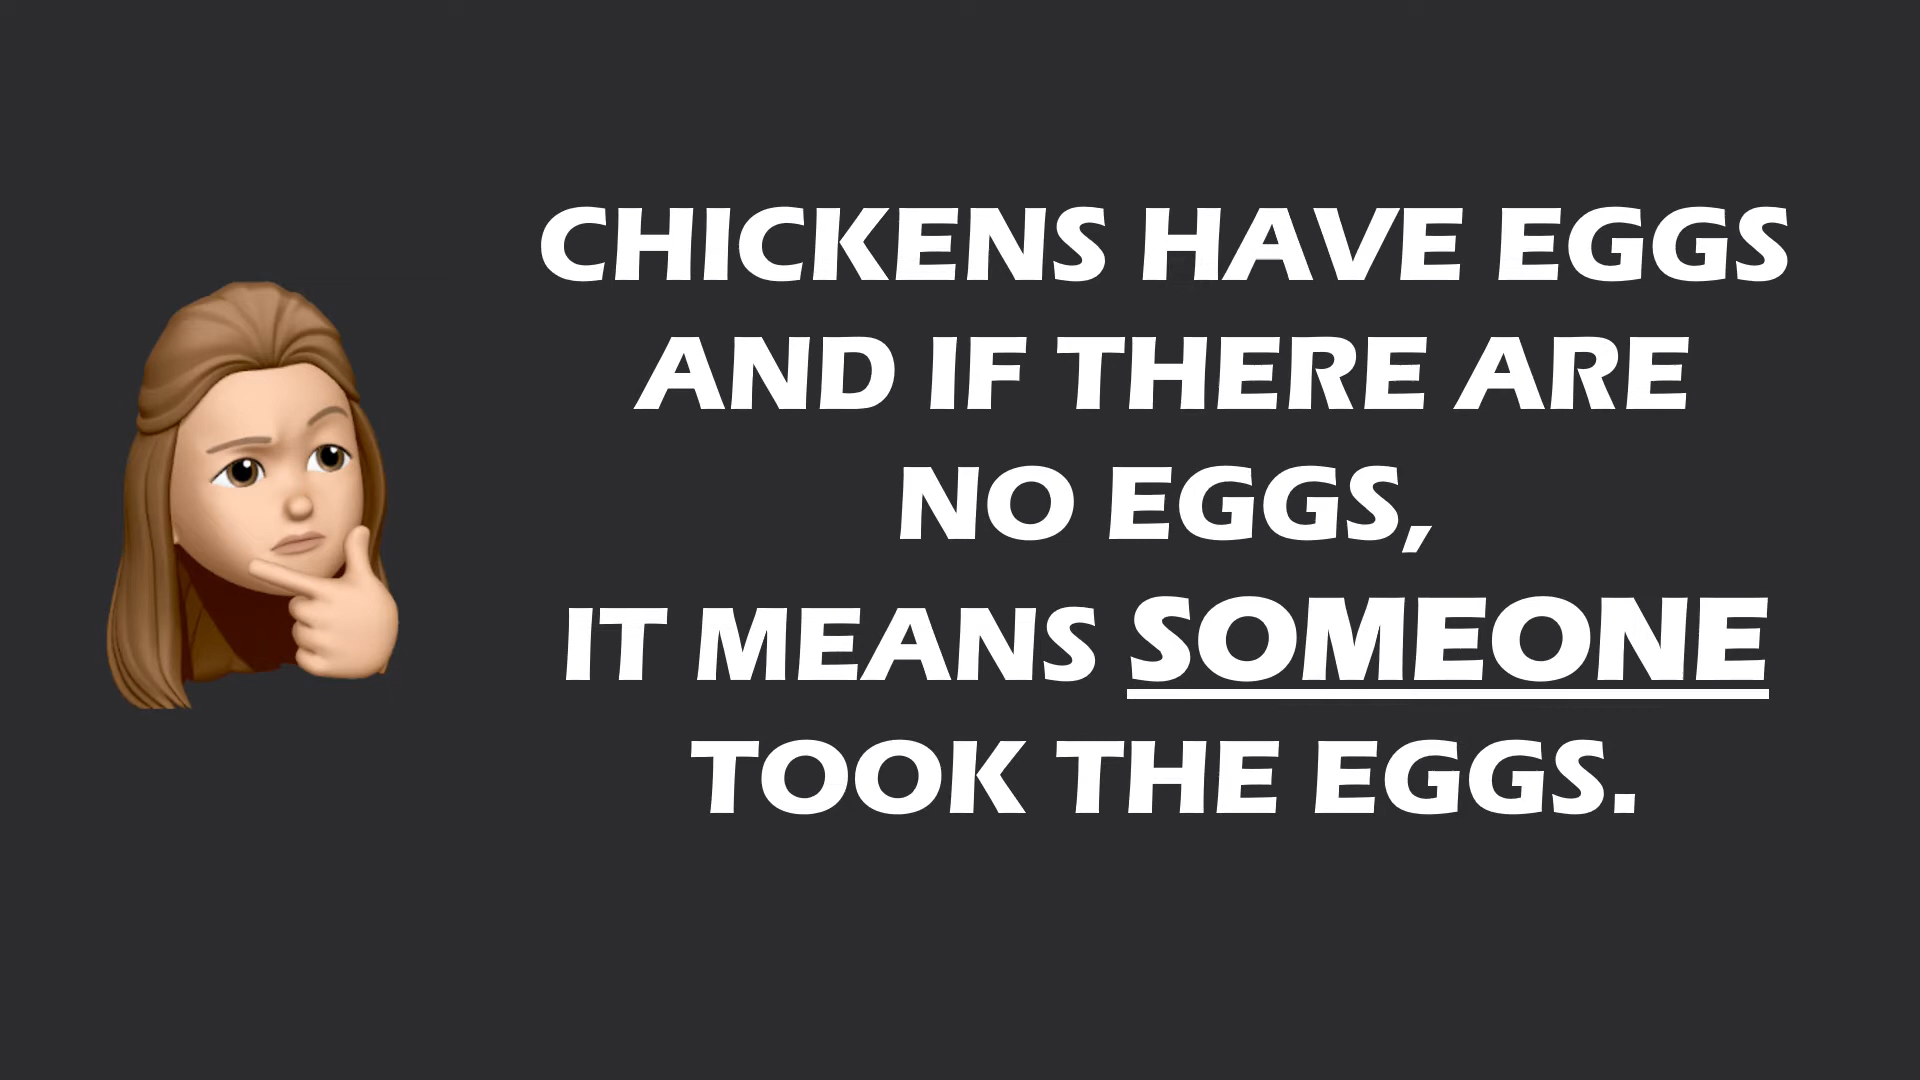 CHICKENS HAVE EGGS
AND IF THERE ARE
NO EGGS,
IT MEANS SOMEONE
TOOK THE EGGS.